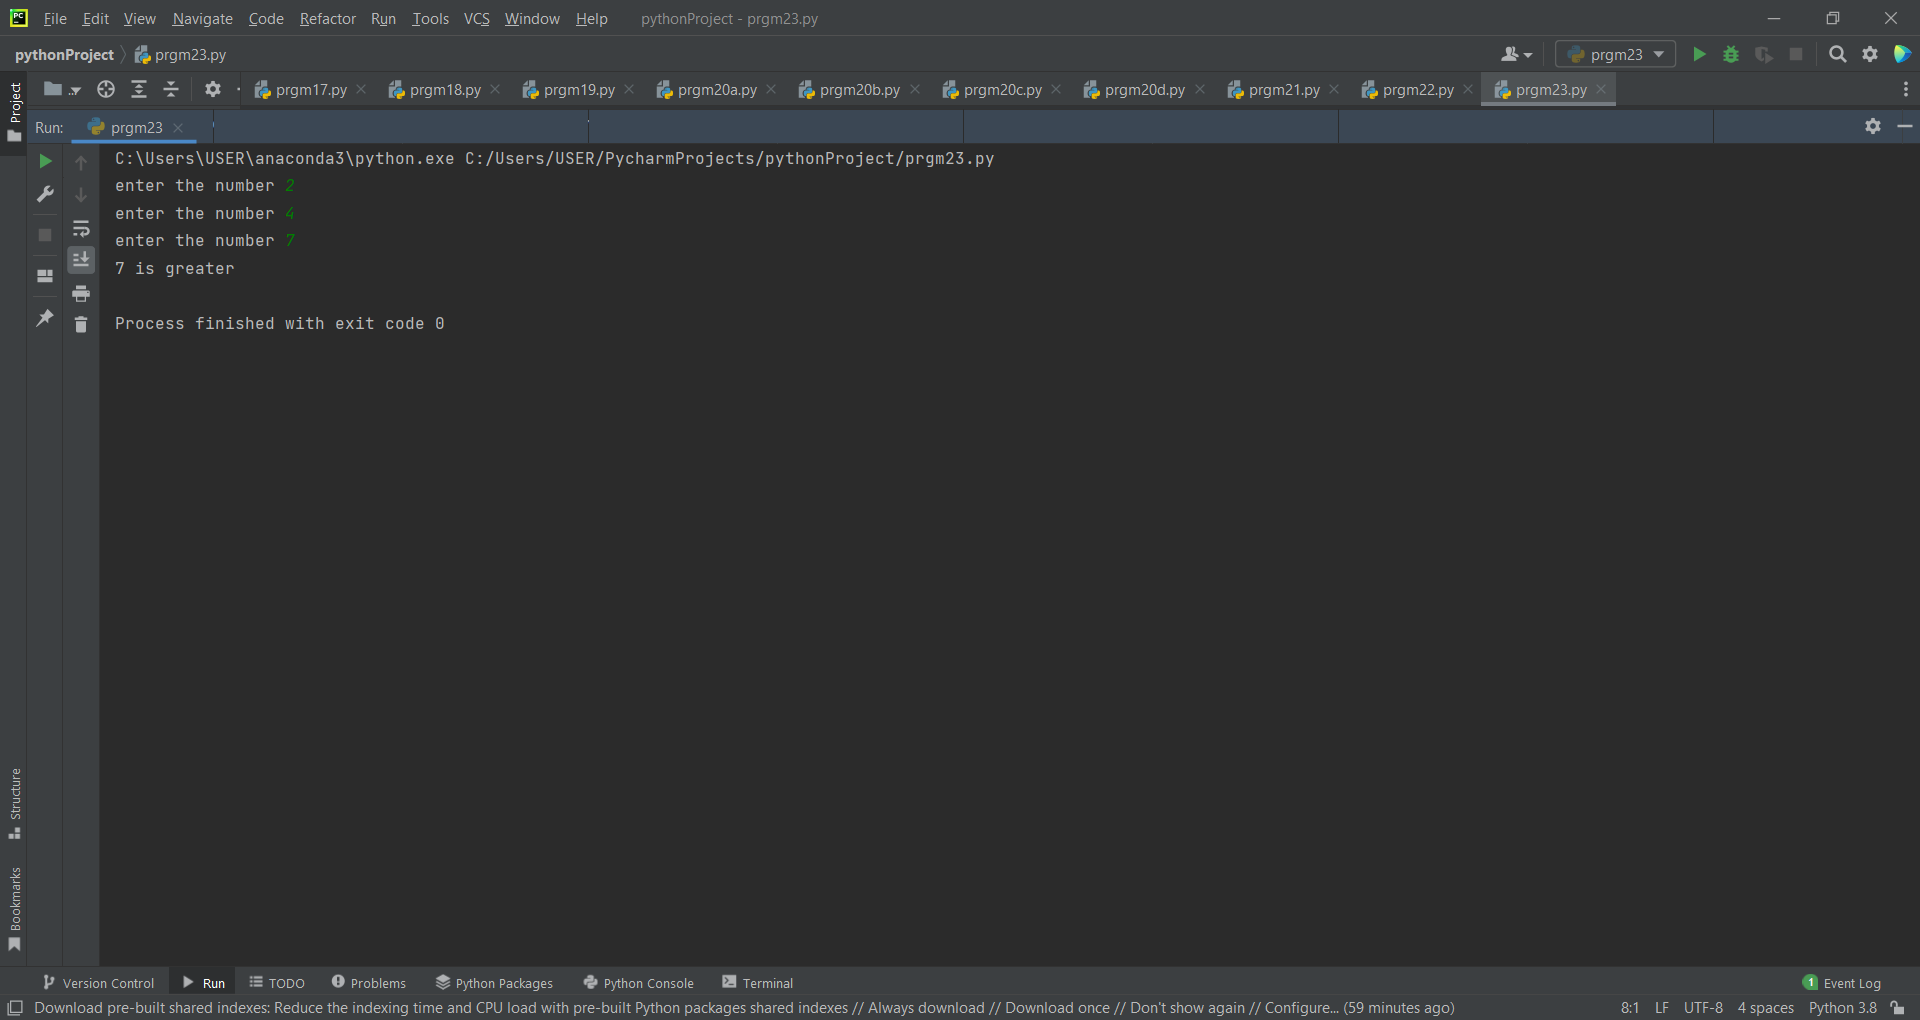 File Edit View Navigate Code Refactor Run Tools VCS Window Help pythonProject - prgm23.py
pythonProject prgm23.py prgm23
Project
prgm17.py prgm18.py prgm19.py prgm20a.py prgm20b.py prgm20c.py prgm20d.py prgm21.py prgm22.py prgm23.py
Run: prgm23
C:\Users\USER\anaconda3\python.exe C:/Users/USER/PycharmProjects/pythonProject/prgm23.py
enter the number 2
enter the number 4
enter the number 7
7 is greater
Process finished with exit code 0
Structure
Bookmarks
Version Control Run TODO Problems Python Packages Python Console Terminal 1 Event Log
Download pre-built shared indexes: Reduce the indexing time and CPU load with pre-built Python packages shared indexes // Always download // Download once // Don't show again // Configure... (59 minutes ago) 8:1 LF UTF-8 4 spaces Python 3.8